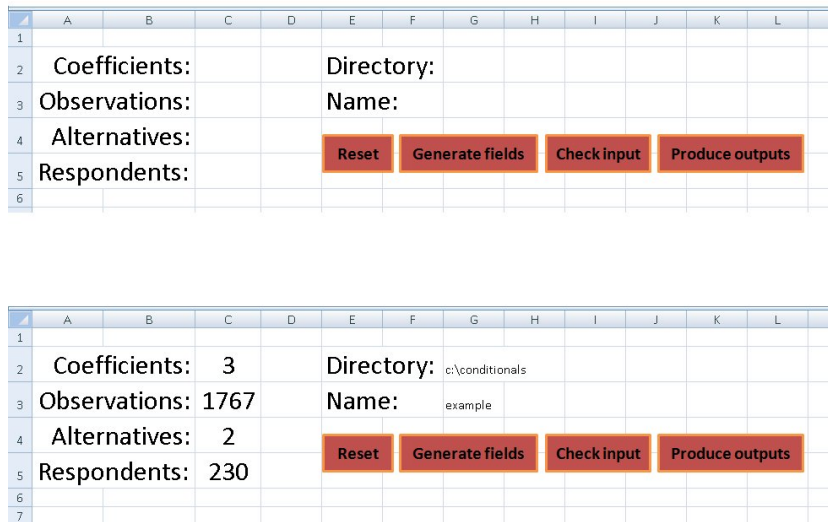 A B C D E F G H I J K L
1
2 Coefficients: Directory:
3 Observations: Name:
4 Alternatives:
Reset Generate fields Check input Produce outputs
5 Respondents:
6
A B C D E F G H I J K L
1
2 Coefficients: 3 Directory: c:\conditionals
3 Observations: 1767 Name: example
4 Alternatives: 2
Reset Generate fields Check input Produce outputs
5 Respondents: 230
6
7